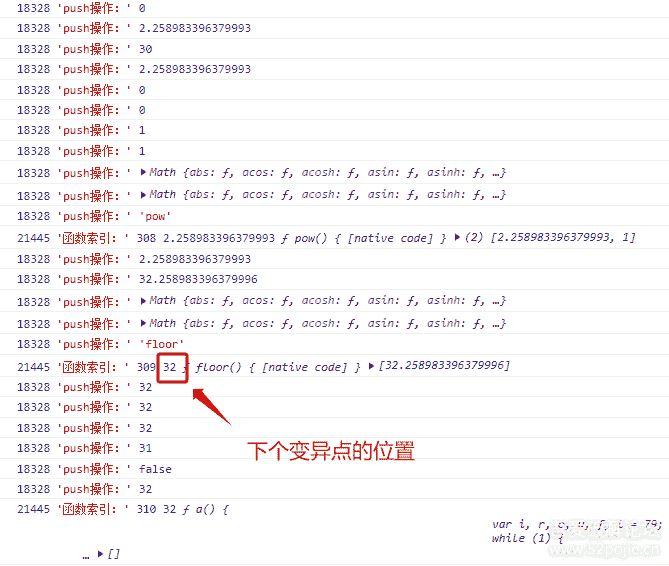 18328 'push操作：' 0
18328 'push操作：' 2.258983396379993
18328 'push操作：' 30
18328 'push操作：' 2.258983396379993
18328 'push操作：' 0
18328 'push操作：' 0
18328 'push操作：' 1
18328 'push操作：' 1
18328 'push操作：' ▶Math {abs: ƒ, acos: ƒ, acosh: ƒ, asin: ƒ, asinh: ƒ, …}
18328 'push操作：' ▶Math {abs: ƒ, acos: ƒ, acosh: ƒ, asin: ƒ, asinh: ƒ, …}
18328 'push操作：' 'pow'
21445 '函数索引：' 308 2.258983396379993 ƒ pow() { [native code] } ▶(2) [2.258983396379993, 1]
18328 'push操作：' 2.258983396379993
18328 'push操作：' 32.258983396379996
18328 'push操作：' ▶Math {abs: ƒ, acos: ƒ, acosh: ƒ, asin: ƒ, asinh: ƒ, …}
18328 'push操作：' ▶Math {abs: ƒ, acos: ƒ, acosh: ƒ, asin: ƒ, asinh: ƒ, …}
18328 'push操作：' 'floor'
21445 '函数索引：' 309 32 ƒ floor() { [native code] } ▶[32.258983396379996]
18328 'push操作：' 32
18328 'push操作：' 32
18328 'push操作：' 32
18328 'push操作：' 31
下个变异点的位置
18328 'push操作：' false
18328 'push操作：' 32
21445 '函数索引：' 310 32 ƒ a() {
var i, r, = 79;
while (1) {
… ▶[]
www.52pojie.cn